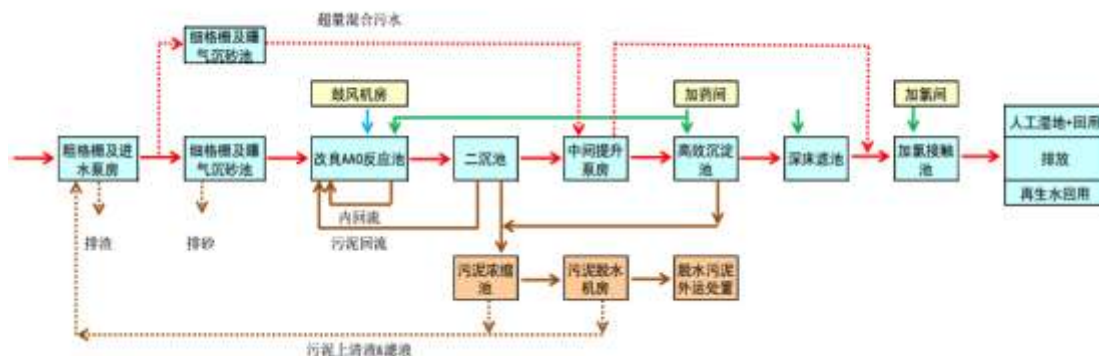 超量混合污水
细格栅及曝
气沉砂池
鼓风机房
加药间
加氯间
粗格栅及进
水泵房
细格栅及曝
气沉砂池
改良AAO反应池
二沉池
中间提升
泵房
高效沉淀
池
深床滤池
加氯接触
池
人工湿地+回用
排放
再生水回用
内回流
污泥回流
排渣
排砂
污泥浓缩
池
污泥脱水
机房
脱水污泥
外运处置
污泥上清液&滤液